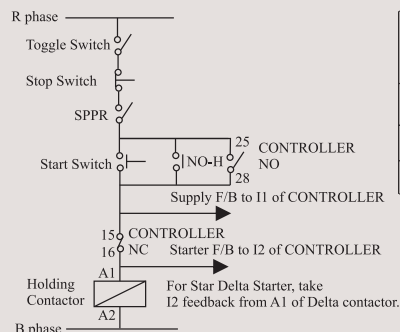 R phase
Toggle Switch
Stop Switch
SPPR
25
CONTROLLER
Start Switch
NO-H
NO
28
Supply F/B to I1 of CONTROLLER
15
CONTROLLER
16
NC
Starter F/B to I2 of CONTROLLER
A1
Holding
Contactor
For Star Delta Starter, take
I2 feedback from A1 of Delta contactor.
A2
B phase